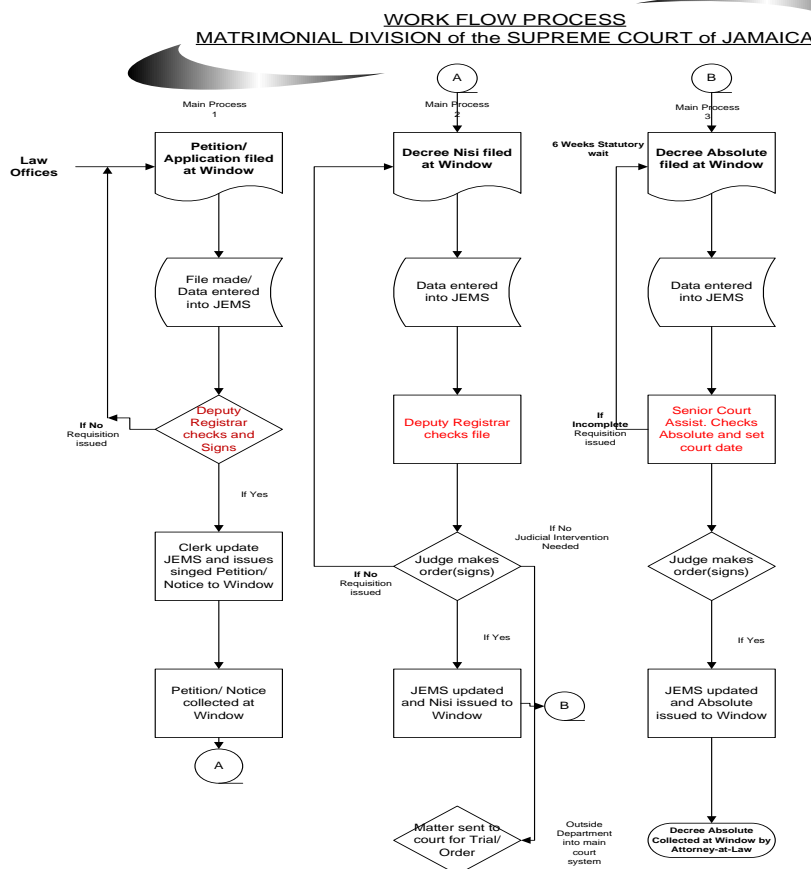 WORK FLOW PROCESS
MATRIMONIAL DIVISION of the SUPREME COURT of JAMAICA
Main Process
1
Law
Offices
Petition/
Application filed
at Window
File made/
Data entered
into JEMS
Deputy
Registrar
checks and
Signs
If No
Requisition
issued
If Yes
Clerk update
JEMS and issues
singed Petition/
Notice to Window
Petition/ Notice
collected at
Window
A
A
Main Process
2
Decree Nisi filed
at Window
Data entered
into JEMS
Deputy Registrar
checks file
Judge makes
order(signs)
If No
Requisition
issued
If No
Judicial Intervention
Needed
If Yes
JEMS updated
and Nisi issued to
Window
B
Matter sent to
court for Trial/
Order
Outside
Department
into main
court
system
B
Main Process
3
6 Weeks Statutory
wait
Decree Absolute
filed at Window
Data entered
into JEMS
If
Incomplete
Requisition
issued
Senior Court
Assist. Checks
Absolute and set
court date
Judge makes
order(signs)
If Yes
JEMS updated
and Absolute
issued to Window
Decree Absolute
Collected at Window by
Attorney-at-Law